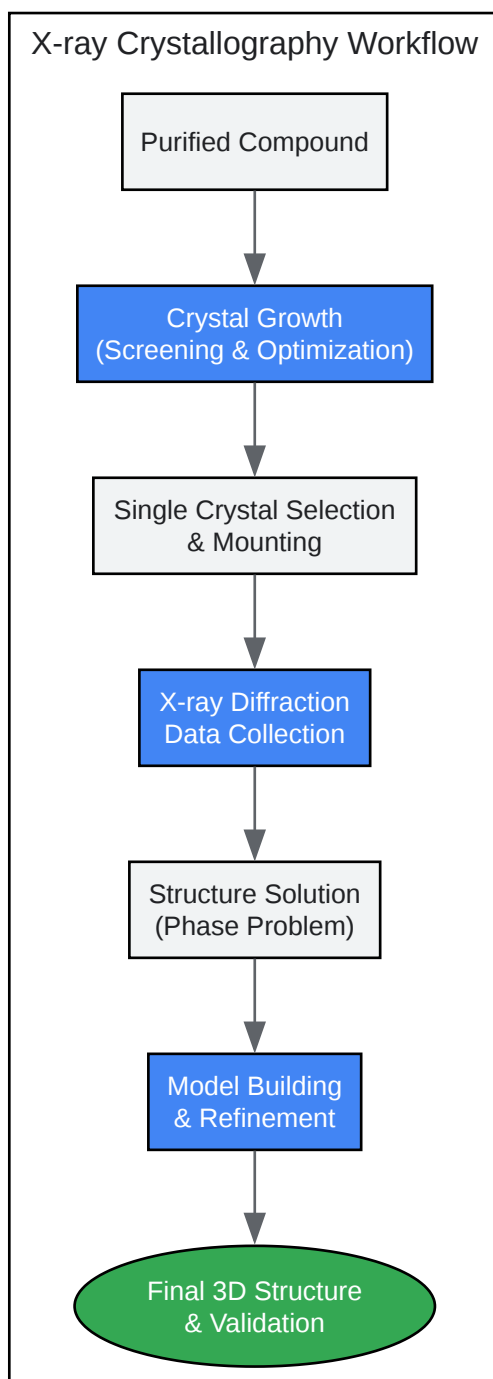 X-ray Crystallography Workflow
Purified Compound
Crystal Growth
(Screening & Optimization)
Single Crystal Selection
& Mounting
X-ray Diffraction
Data Collection
Structure Solution
(Phase Problem)
Model Building
& Refinement
Final 3D Structure
& Validation